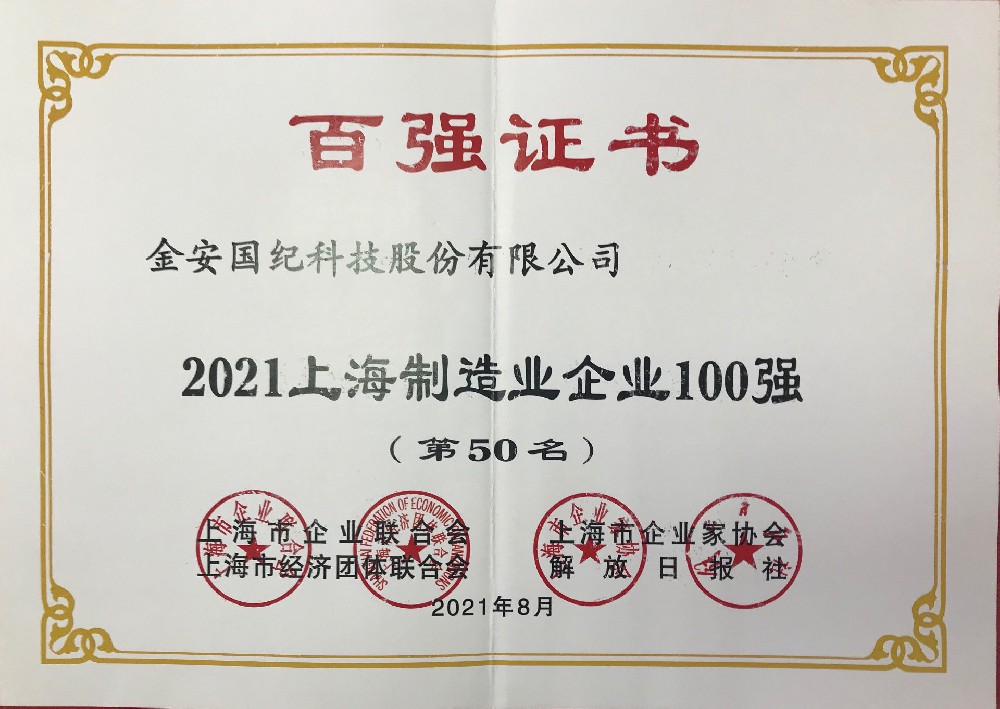 百强证书
金安国纪科技股份有限公司
2021上海制造业企业100强
（第50名）
上海市企业联合会 上海市企业家协会
上海市经济团体联合会 解放日报社
2021年8月